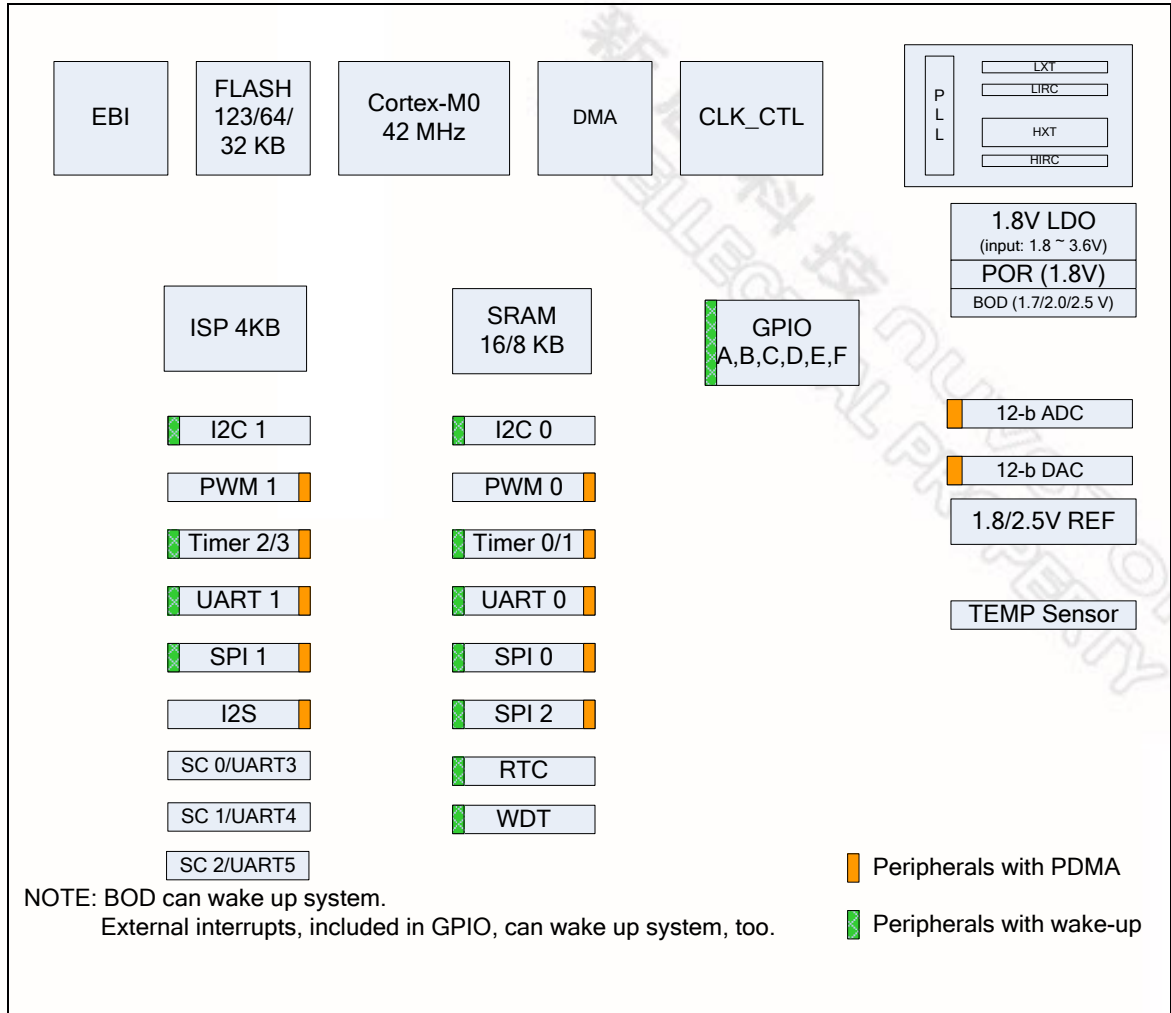 EBI
FLASH
123/64/
32 KB
Cortex-M0
42 MHz
DMA
CLK_CTL
P
L
L
LXT
LIRC
HXT
HIRC
1.8V LDO
(input: 1.8 ~ 3.6V)
POR (1.8V)
BOD (1.7/2.0/2.5 V)
ISP 4KB
SRAM
16/8 KB
GPIO
A,B,C,D,E,F
I2C 1
I2C 0
12-b ADC
PWM 1
PWM 0
12-b DAC
1.8/2.5V REF
Timer 2/3
Timer 0/1
UART 1
UART 0
TEMP Sensor
SPI 1
SPI 0
I2S
SPI 2
SC 0/UART3
RTC
SC 1/UART4
WDT
SC 2/UART5
Peripherals with PDMA
NOTE: BOD can wake up system.
External interrupts, included in GPIO, can wake up system, too.
Peripherals with wake-up